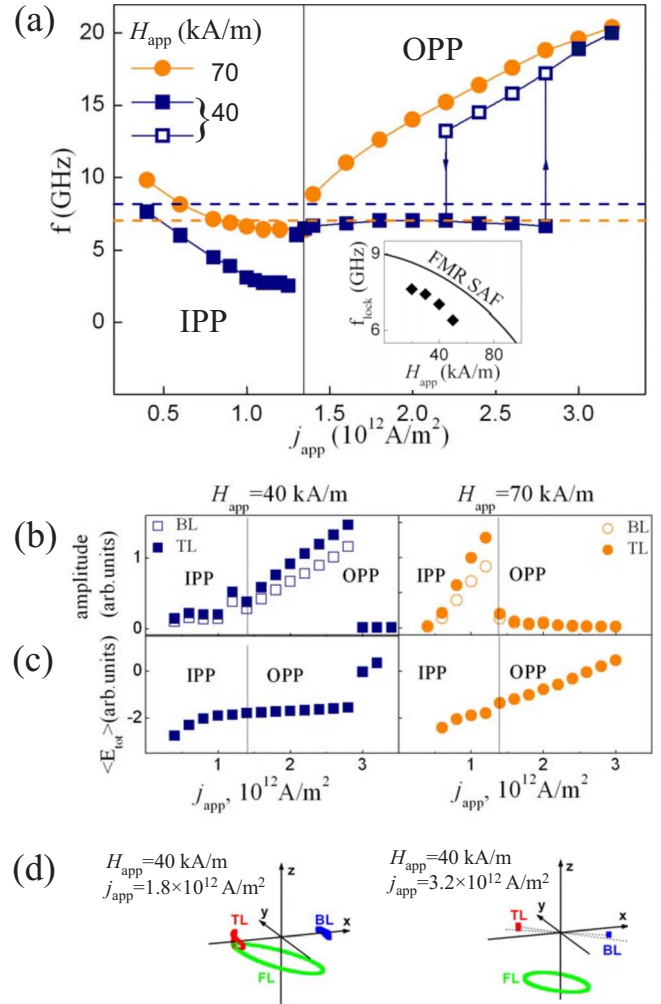 (a)
H_app (kA/m)
70
40
OPP
IPP
f (GHz)
20
15
10
5
0
0.4
1.0
1.5
2.0
2.5
3.0
j_app (10^12 A/m^2)
FMR SAF
f_lock (GHz)
9
6
0
40
80
H_app (kA/m)
(b)
H_app=40 kA/m
H_app=70 kA/m
BL
TL
IPP
OPP
BL
TL
IPP
OPP
amplitude
(arb.units)
1
0
(c)
IPP
OPP
IPP
OPP
<E_tot>(arb.units)
0
-2
1
2
3
1
2
3
j_app, 10^12 A/m^2
j_app, 10^12 A/m^2
(d)
H_app=40 kA/m
j_app=1.8×10^12 A/m^2
z
y
x
TL
BL
FL
H_app=40 kA/m
j_app=3.2×10^12 A/m^2
z
y
x
TL
BL
FL